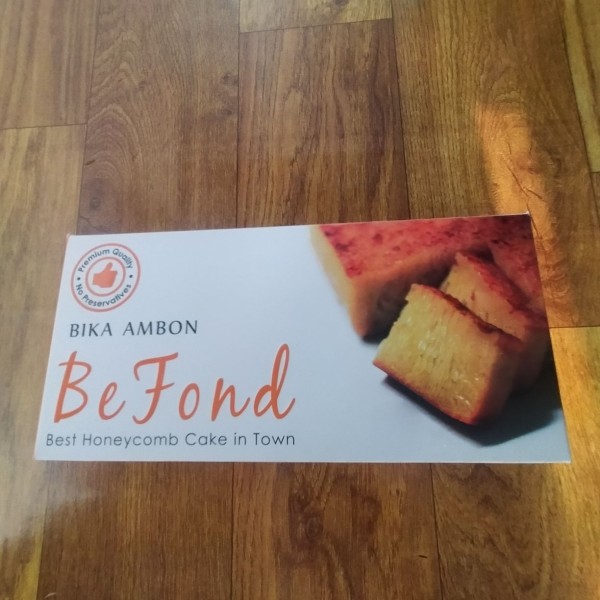 Premium Quality
No Preservatives
BIKA AMBON
BeFond
Best Honeycomb Cake in Town